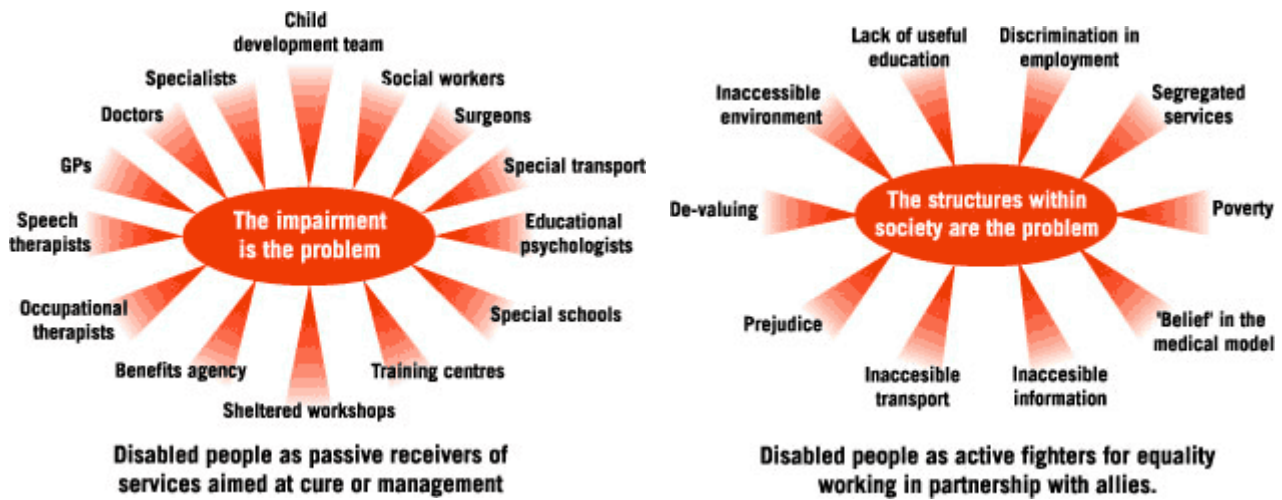 Child
development team
Specialists
Social workers
Doctors
Surgeons
GPs
Special transport
Speech
therapists
Educational
psychologists
The impairment
is the problem
Occupational
therapists
Special schools
Benefits agency
Training centres
Sheltered workshops
Disabled people as passive receivers of
services aimed at cure or management
Lack of useful
education
Discrimination in
employment
Inaccessible
environment
Segregated
services
De-valuing
The structures within
society are the problem
Poverty
Prejudice
'Belief' in the
medical model
Inaccesible
transport
Inaccesible
information
Disabled people as active fighters for equality
working in partnership with allies.